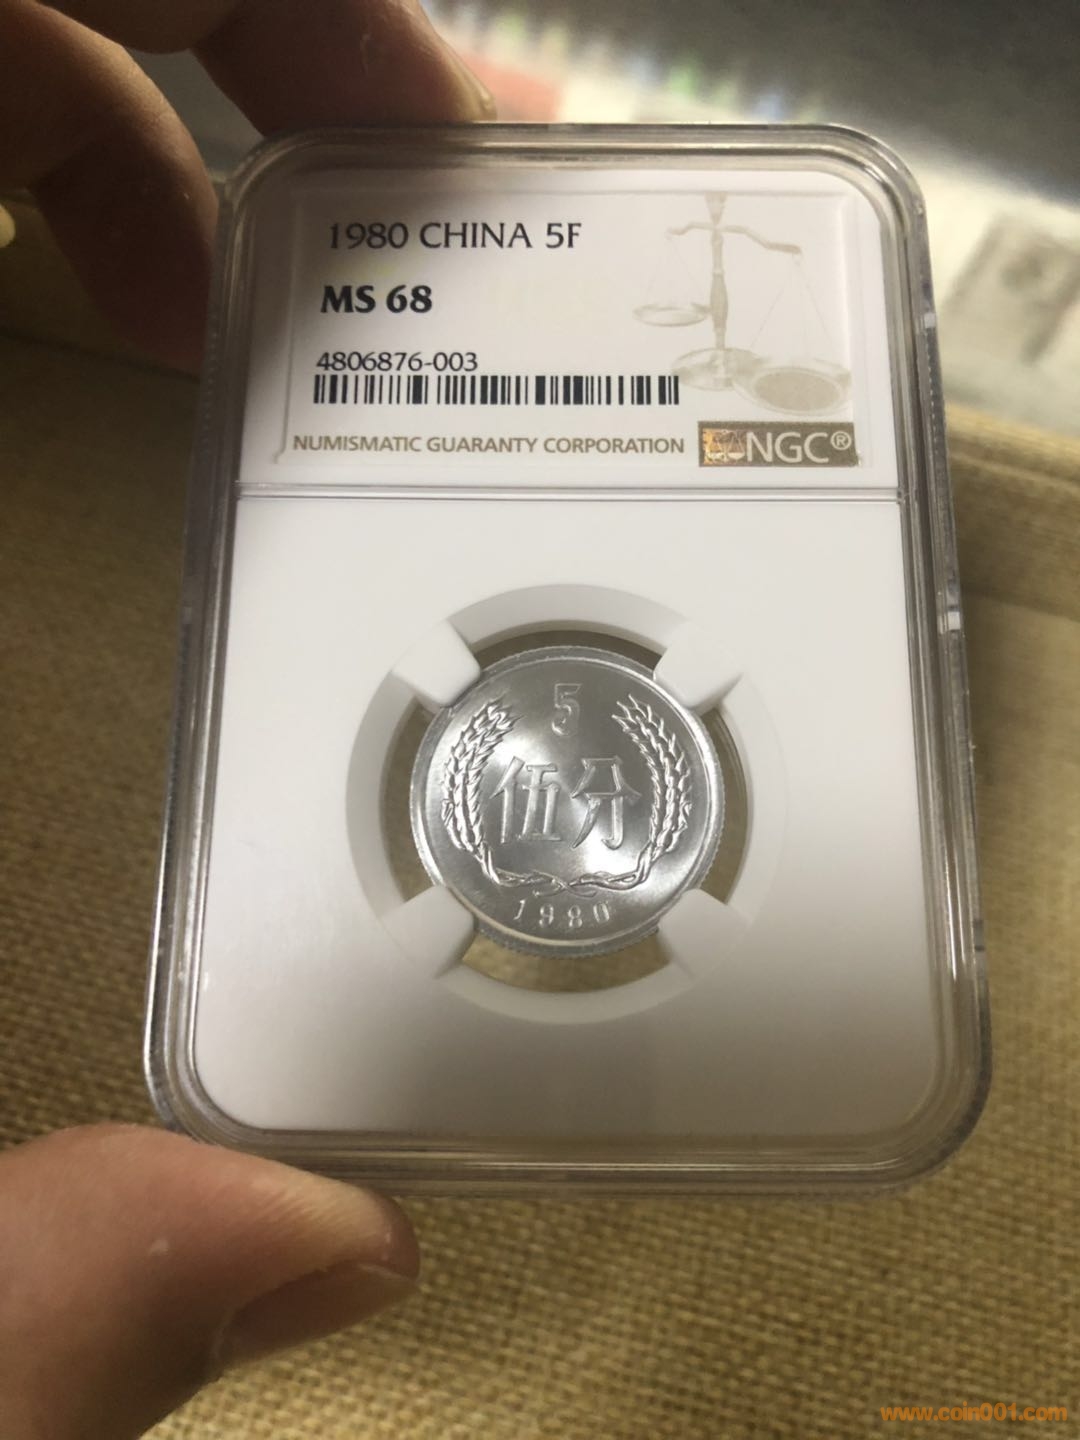 1980 CHINA 5F
MS 68
4806876-003
NUMISMATIC GUARANTY CORPORATION
NGC®
5
伍分
1980
www.coin001.com